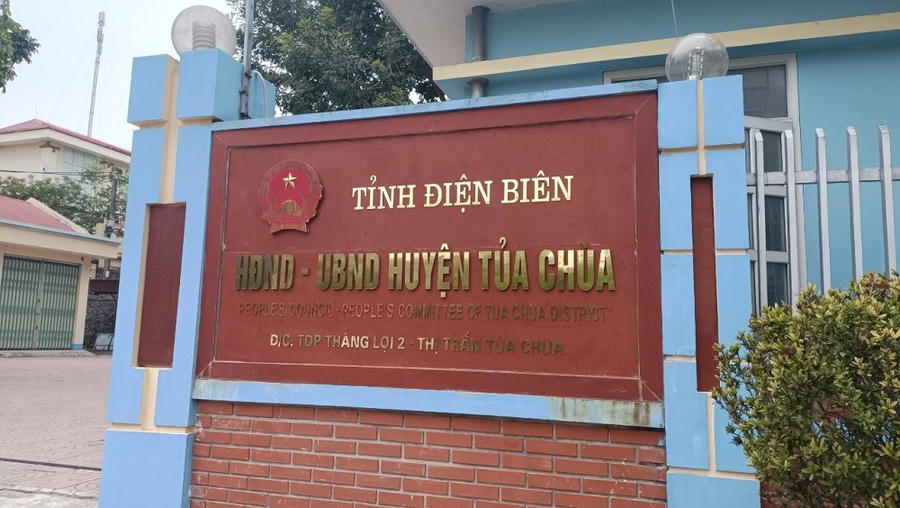 TỈNH ĐIỆN BIÊN
HĐND - UBND HUYỆN TỦA CHÙA
PEOPLE'S COUNCIL - PEOPLE'S COMMITTEE OF TUA CHUA DISTRICT
Đ/C. TDP THẮNG LỢI 2 - THỊ TRẤN TỦA CHÙA